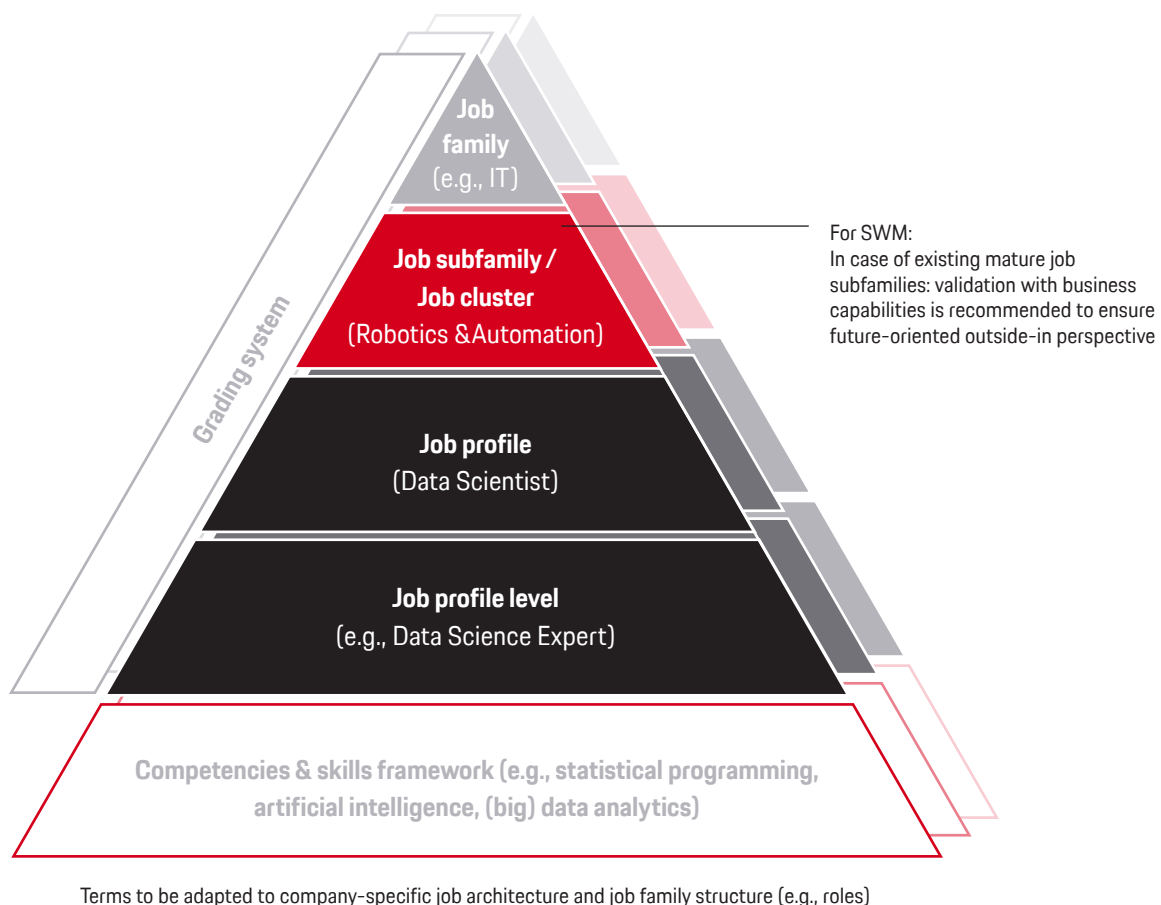 Job
family
(e.g., IT)
Grading system
Job subfamily /
Job cluster
(Robotics &Automation)
For SWM:
In case of existing mature job
subfamilies: validation with business
capabilities is recommended to ensure
future-oriented outside-in perspective
Job profile
(Data Scientist)
Job profile level
(e.g., Data Science Expert)
Competencies & skills framework (e.g., statistical programming,
artificial intelligence, (big) data analytics)
Terms to be adapted to company-specific job architecture and job family structure (e.g., roles)